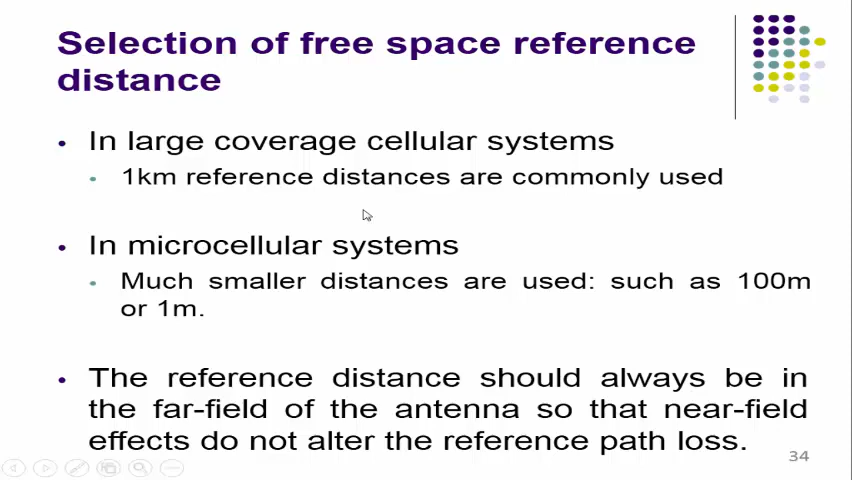 Selection of free space reference
distance
• In large coverage cellular systems
• 1km reference distances are commonly used
• In microcellular systems
• Much smaller distances are used: such as 100m
or 1m.
• The reference distance should always be in
the far-field of the antenna so that near-field
effects do not alter the reference path loss.
34